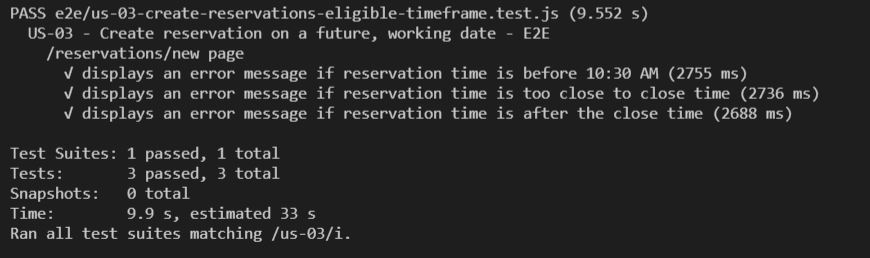 PASS e2e/us-03-create-reservations-eligible-timeframe.test.js (9.552 s)
US-03 - Create reservation on a future, working date - E2E
/reservations/new page
√ displays an error message if reservation time is before 10:30 AM (2755 ms)
√ displays an error message if reservation time is too close to close time (2736 ms)
√ displays an error message if reservation time is after the close time (2688 ms)
Test Suites: 1 passed, 1 total
Tests: 3 passed, 3 total
Snapshots: 0 total
Time: 9.9 s, estimated 33 s
Ran all test suites matching /us-03/i.